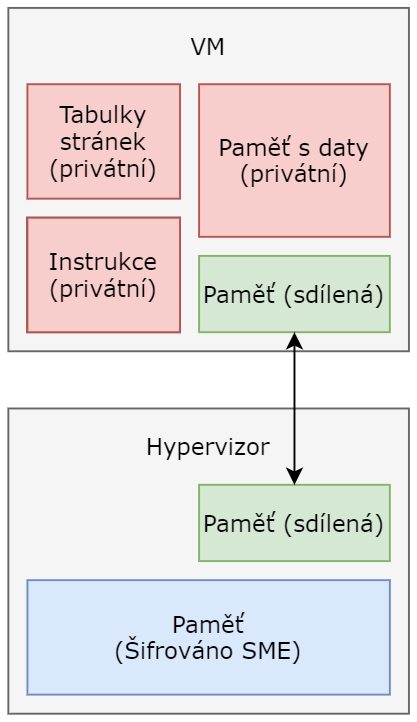 VM
Tabulky
stránek
(privátní)
Paměť s daty
(privátní)
Instrukce
(privátní)
Paměť (sdílená)
Hypervizor
Paměť (sdílená)
Paměť
(Šifrováno SME)